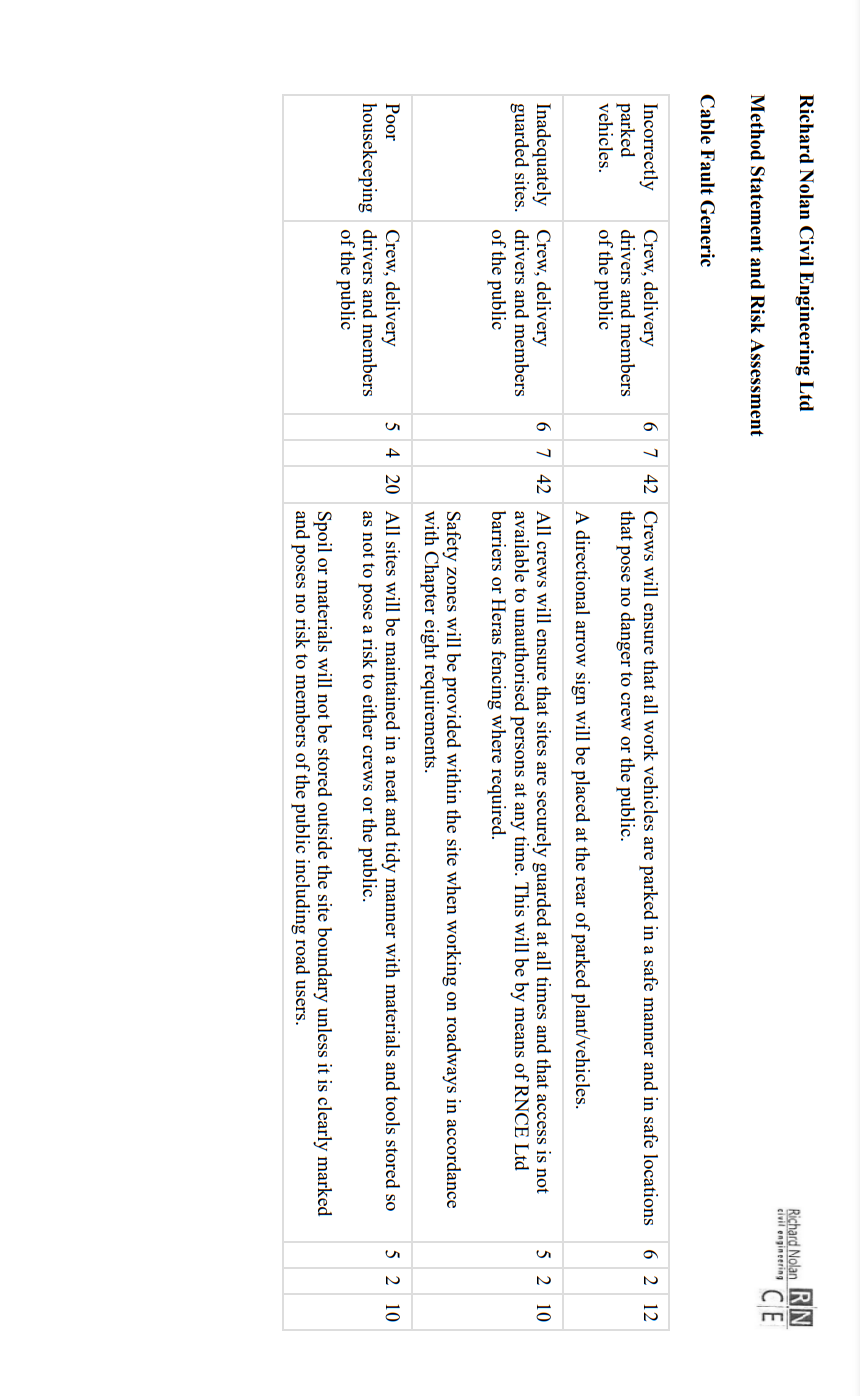 Richard Nolan Civil Engineering Ltd
Richard Nolan
civil engineering
RN
CE
Method Statement and Risk Assessment
Cable Fault Generic
Incorrectly
parked
vehicles.
Crew, delivery
drivers and members
of the public
6 7 42
Crews will ensure that all work vehicles are parked in a safe manner and in safe locations
that pose no danger to crew or the public.
A directional arrow sign will be placed at the rear of parked plant/vehicles.
6 2 12
Inadequately
guarded sites.
Crew, delivery
drivers and members
of the public
6 7 42
All crews will ensure that sites are securely guarded at all times and that access is not
available to unauthorised persons at any time. This will be by means of RNCE Ltd
barriers or Heras fencing where required.
Safety zones will be provided within the site when working on roadways in accordance
with Chapter eight requirements.
5 2 10
Poor
housekeeping
Crew, delivery
drivers and members
of the public
5 4 20
All sites will be maintained in a neat and tidy manner with materials and tools stored so
as not to pose a risk to either crews or the public.
Spoil or materials will not be stored outside the site boundary unless it is clearly marked
and poses no risk to members of the public including road users.
5 2 10